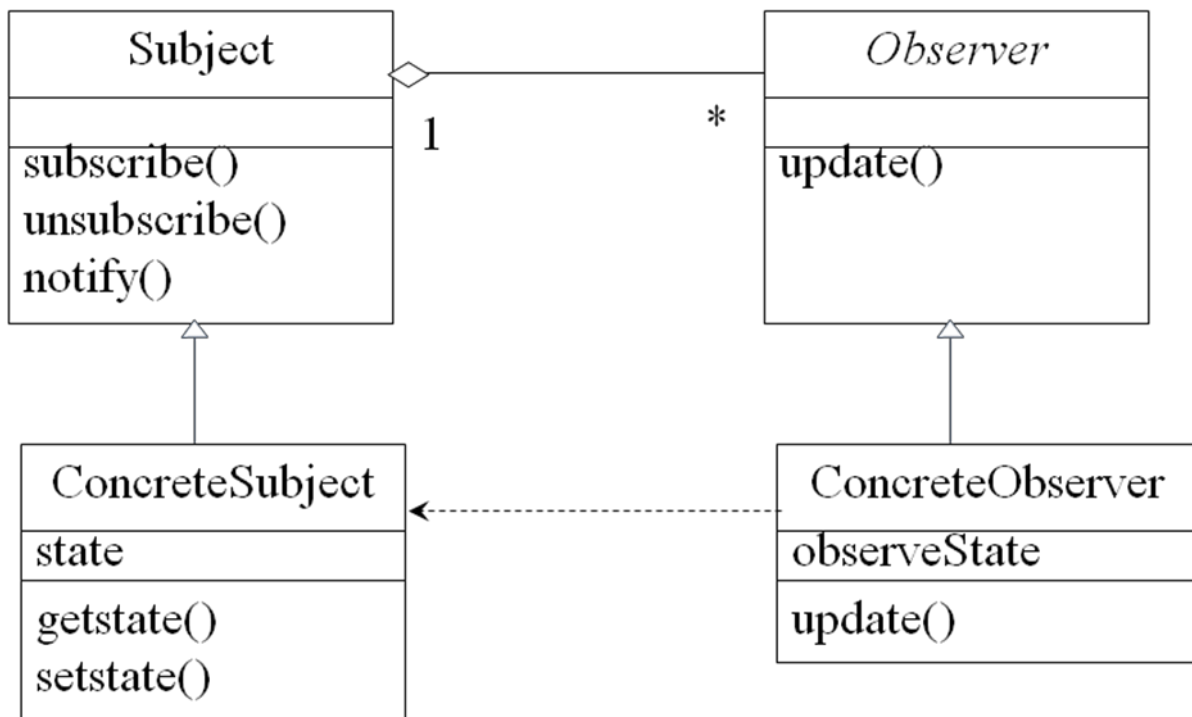 Subject
1
*
subscribe()
unsubscribe()
notify()
Observer
update()
ConcreteSubject
state
getstate()
setstate()
ConcreteObserver
observeState
update()